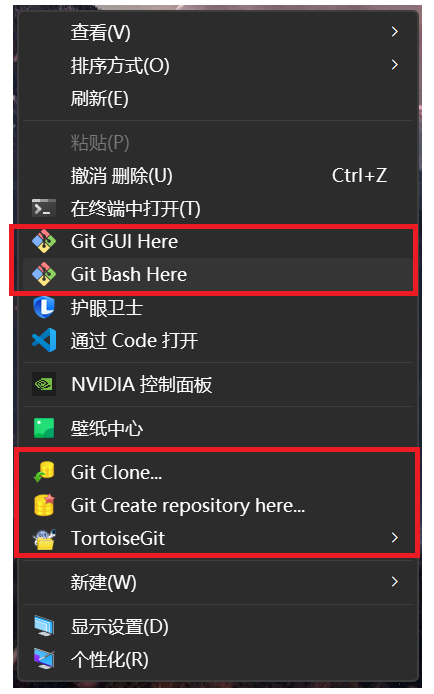 查看(V)
排序方式(O)
刷新(E)
粘贴(P)
撤消 删除(U) Ctrl+Z
在终端中打开(T)
Git GUI Here
Git Bash Here
护眼卫士
通过 Code 打开
NVIDIA 控制面板
壁纸中心
Git Clone...
Git Create repository here...
TortoiseGit
新建(W)
显示设置(D)
个性化(R)